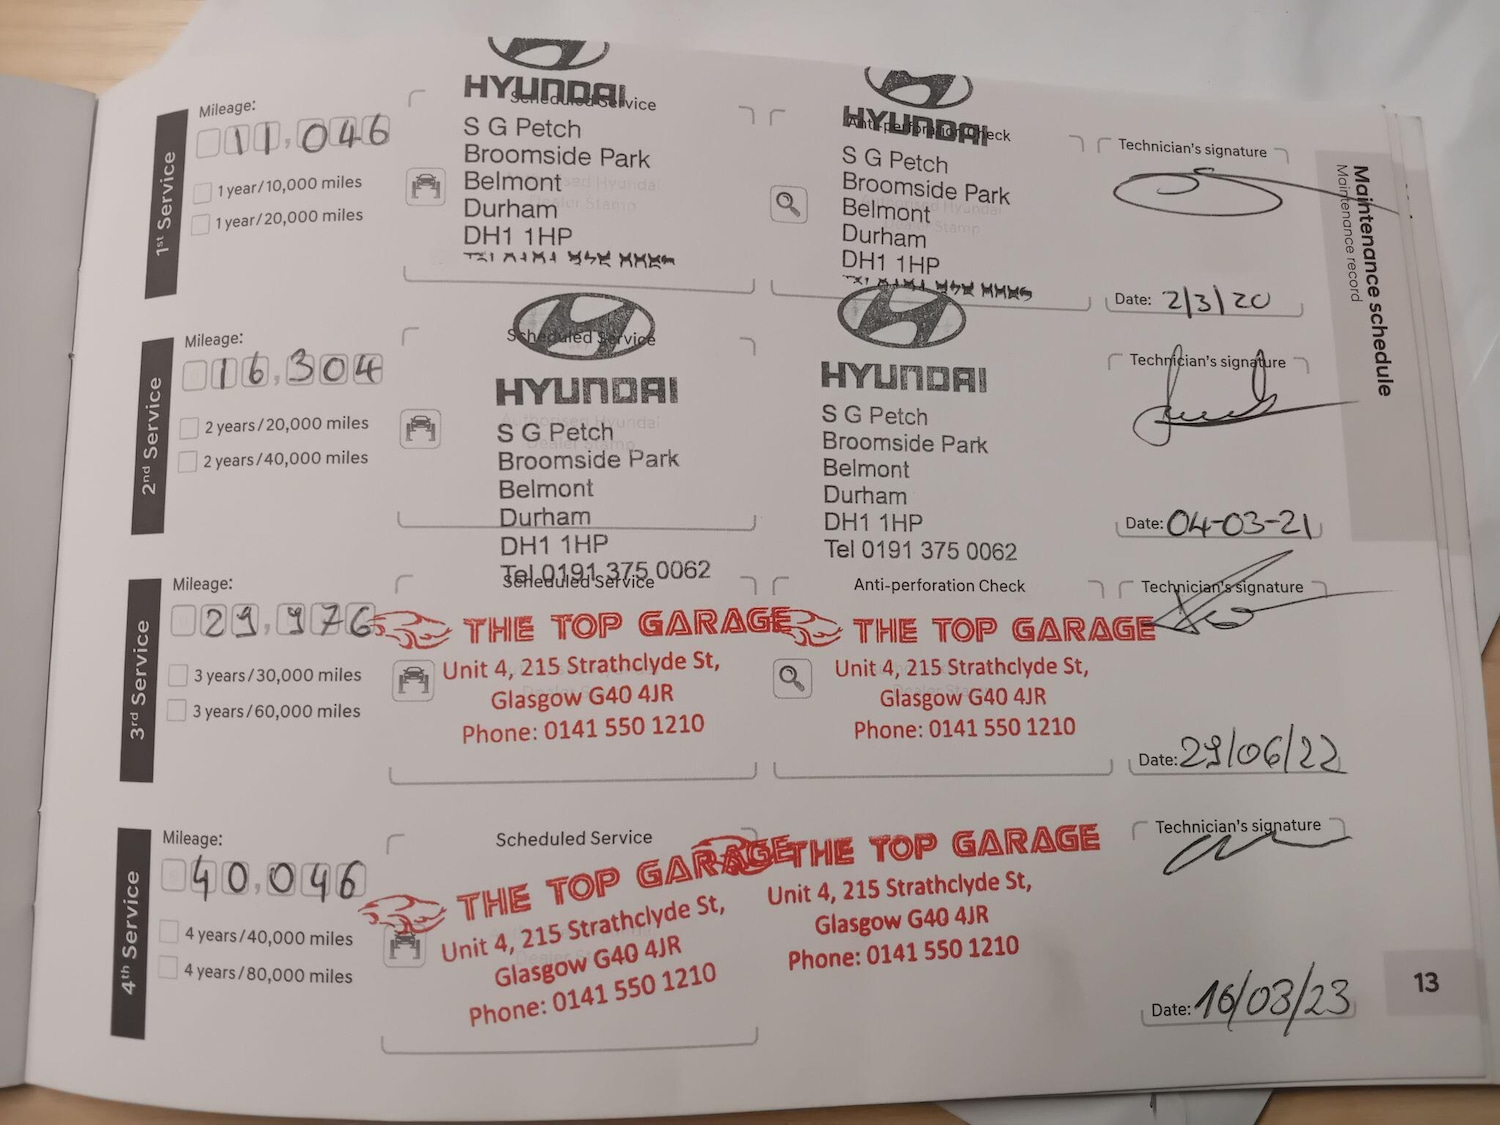 Maintenance schedule
Maintenance record
1st Service
Mileage:
11,046
1 year/10,000 miles
1 year/20,000 miles
HYUNDAI
Scheduled Service
S G Petch
Broomside Park
Belmont
Durham
DH1 1HP
HYUNDAI
Anti-perforation Check
S G Petch
Broomside Park
Belmont
Durham
DH1 1HP
Technician's signature
Date: 2/3/20
2nd Service
Mileage:
16,304
2 years/20,000 miles
2 years/40,000 miles
Scheduled Service
HYUNDAI
S G Petch
Broomside Park
Belmont
Durham
DH1 1HP
Tel 0191 375 0062
HYUNDAI
S G Petch
Broomside Park
Belmont
Durham
DH1 1HP
Tel 0191 375 0062
Technician's signature
Date: 04-03-21
3rd Service
Mileage:
29,976
3 years/30,000 miles
3 years/60,000 miles
Scheduled Service
THE TOP GARAGE
Unit 4, 215 Strathclyde St,
Glasgow G40 4JR
Phone: 0141 550 1210
Anti-perforation Check
THE TOP GARAGE
Unit 4, 215 Strathclyde St,
Glasgow G40 4JR
Phone: 0141 550 1210
Technician's signature
Date: 29/06/22
4th Service
Mileage:
40,046
4 years/40,000 miles
4 years/80,000 miles
Scheduled Service
THE TOP GARAGE
Unit 4, 215 Strathclyde St,
Glasgow G40 4JR
Phone: 0141 550 1210
THE TOP GARAGE
Unit 4, 215 Strathclyde St,
Glasgow G40 4JR
Phone: 0141 550 1210
Technician's signature
Date: 16/03/23
13